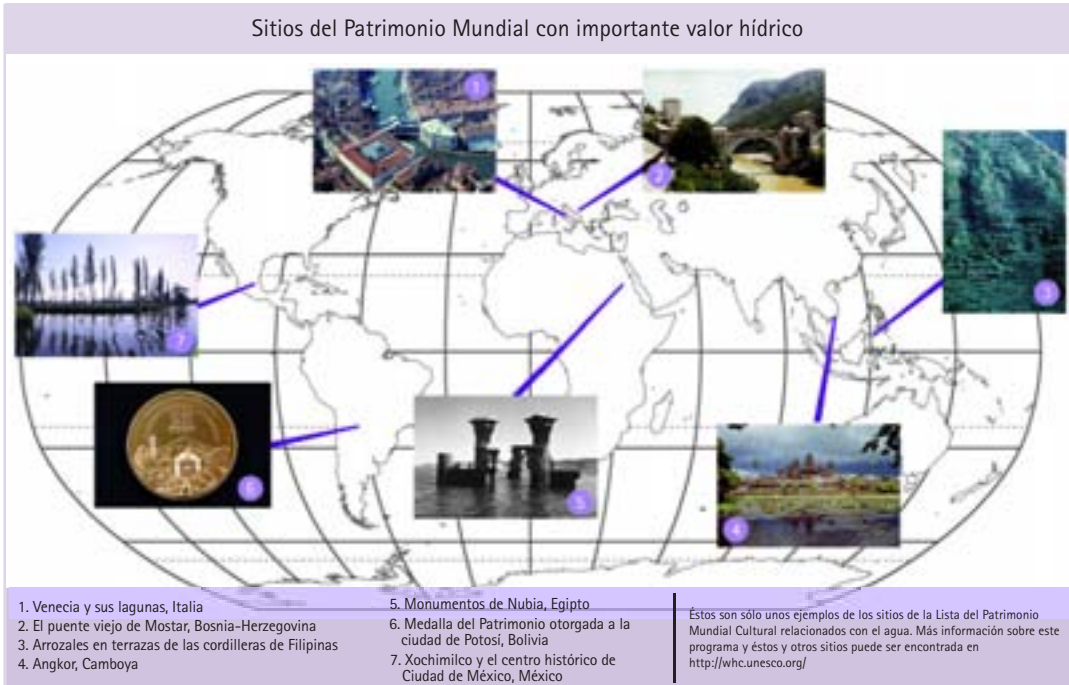 Sitios del Patrimonio Mundial con importante valor hídrico
1
2
3
7
6
5
4
1. Venecia y sus lagunas, Italia
2. El puente viejo de Mostar, Bosnia-Herzegovina
3. Arrozales en terrazas de las cordilleras de Filipinas
4. Angkor, Camboya
5. Monumentos de Nubia, Egipto
6. Medalla del Patrimonio otorgada a la
ciudad de Potosí, Bolivia
7. Xochimilco y el centro histórico de
Ciudad de México, México
Éstos son sólo unos ejemplos de los sitios de la Lista del Patrimonio
Mundial Cultural relacionados con el agua. Más información sobre este
programa y éstos y otros sitios puede ser encontrada en
http://whc.unesco.org/